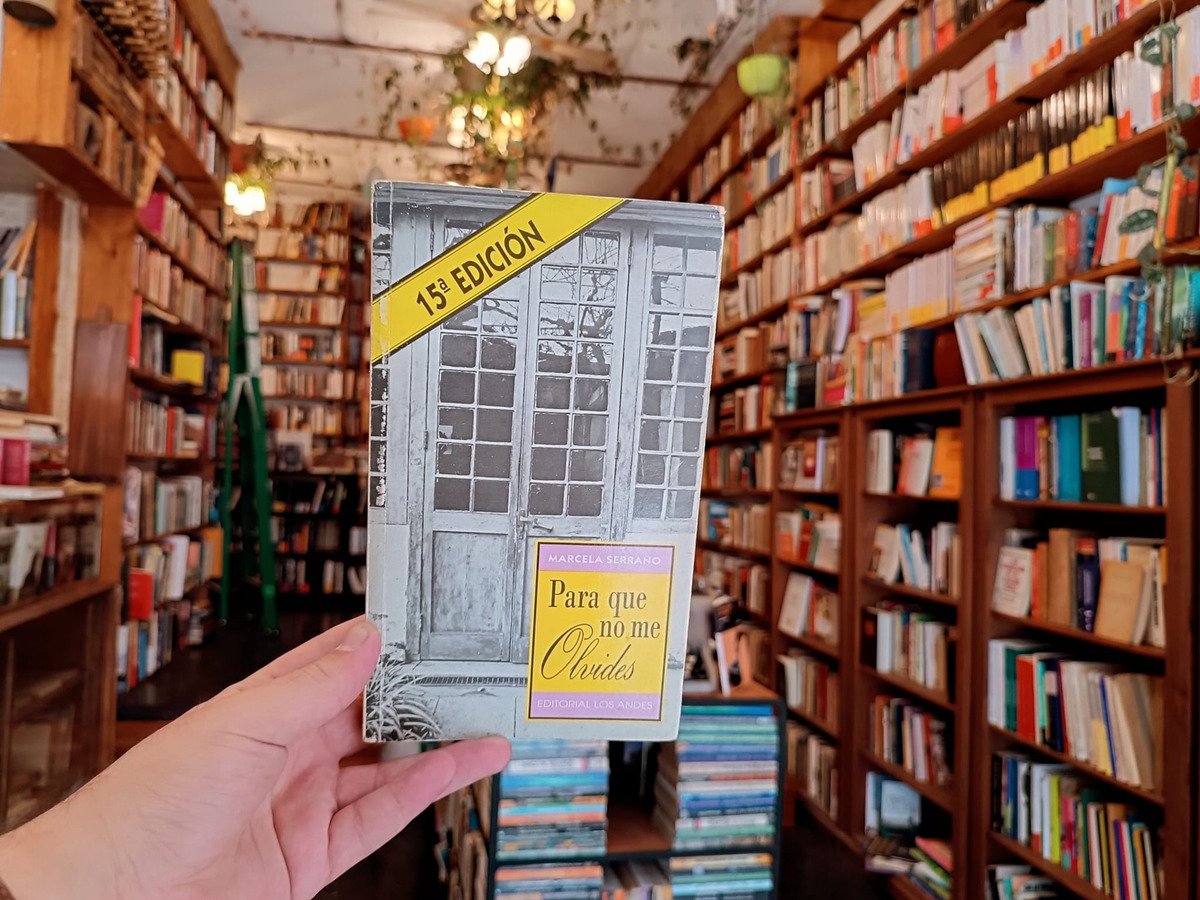 15ª EDICIÓN
MARCELA SERRANO
Para que
no me
Olvides
EDITORIAL LOS ANDES